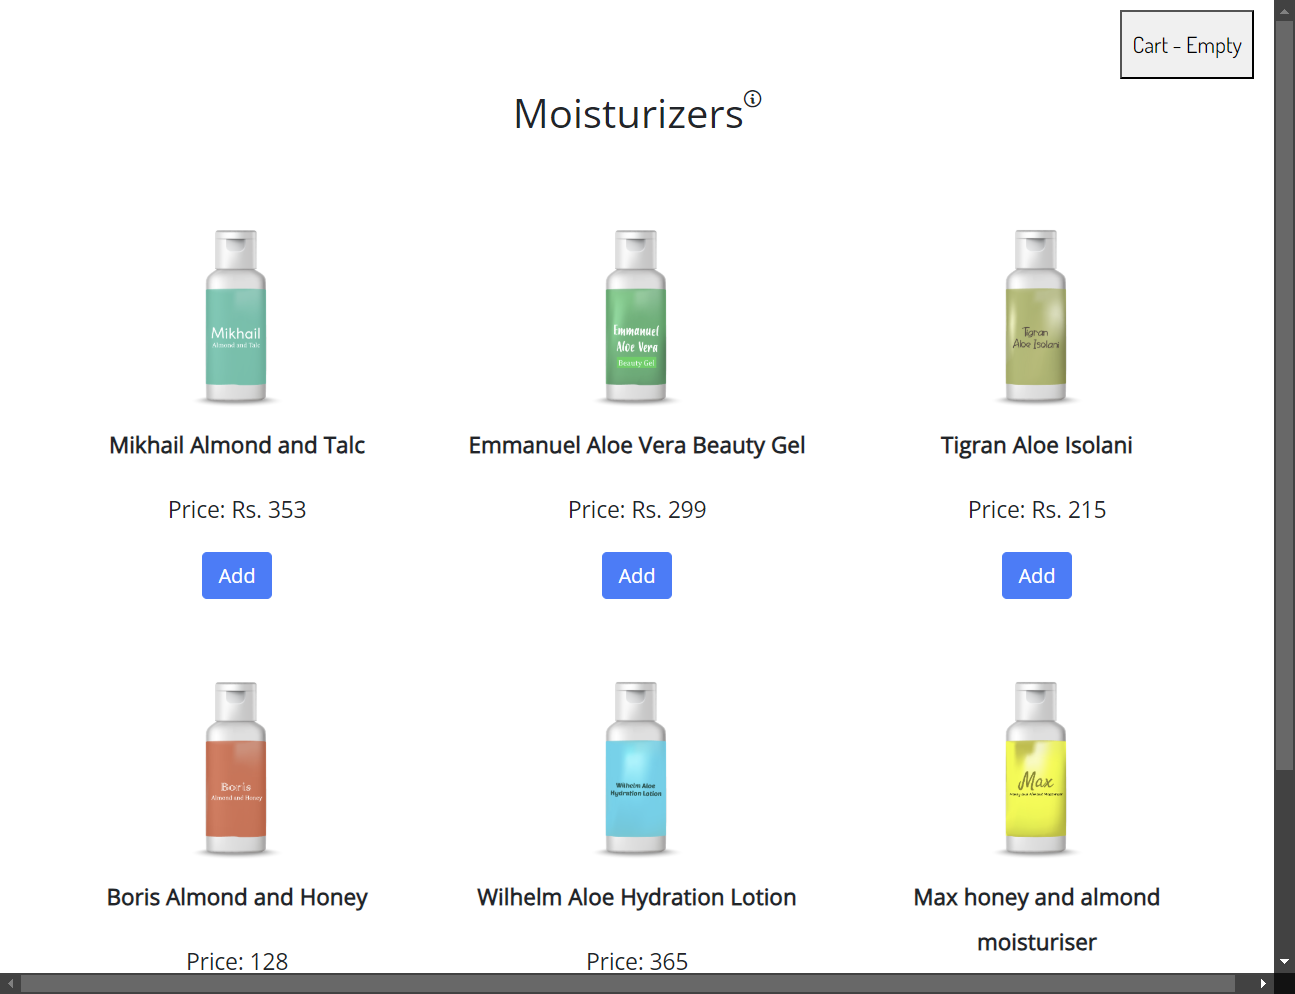 Cart - Empty
Moisturizers
Mikhail
Almond and Talc
Emmanuel
Aloe Vera
Beauty Gel
Tigran
Aloe Isolani
Mikhail Almond and Talc
Emmanuel Aloe Vera Beauty Gel
Tigran Aloe Isolani
Price: Rs. 353
Price: Rs. 299
Price: Rs. 215
Add
Add
Add
Boris
Almond and Honey
Wilhelm Aloe
Hydration Lotion
Max
Boris Almond and Honey
Wilhelm Aloe Hydration Lotion
Max honey and almond
moisturiser
Price: 128
Price: 365